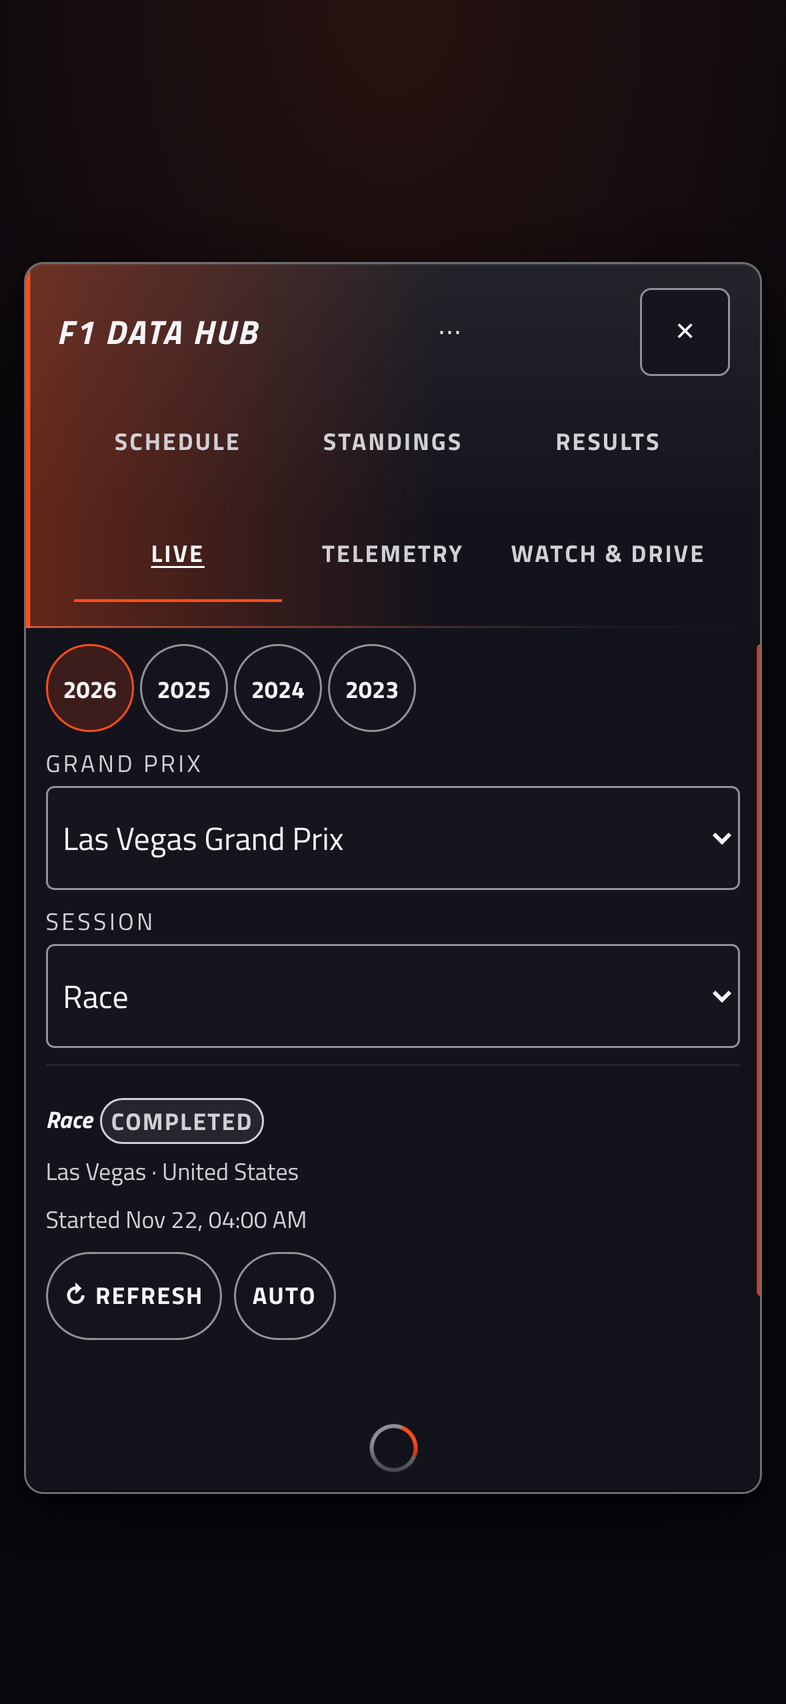 F1 DATA HUB ... ✕
SCHEDULE STANDINGS RESULTS
LIVE TELEMETRY WATCH & DRIVE
2026 2025 2024 2023
GRAND PRIX
Las Vegas Grand Prix
SESSION
Race
Race COMPLETED
Las Vegas · United States
Started Nov 22, 04:00 AM
↻ REFRESH AUTO